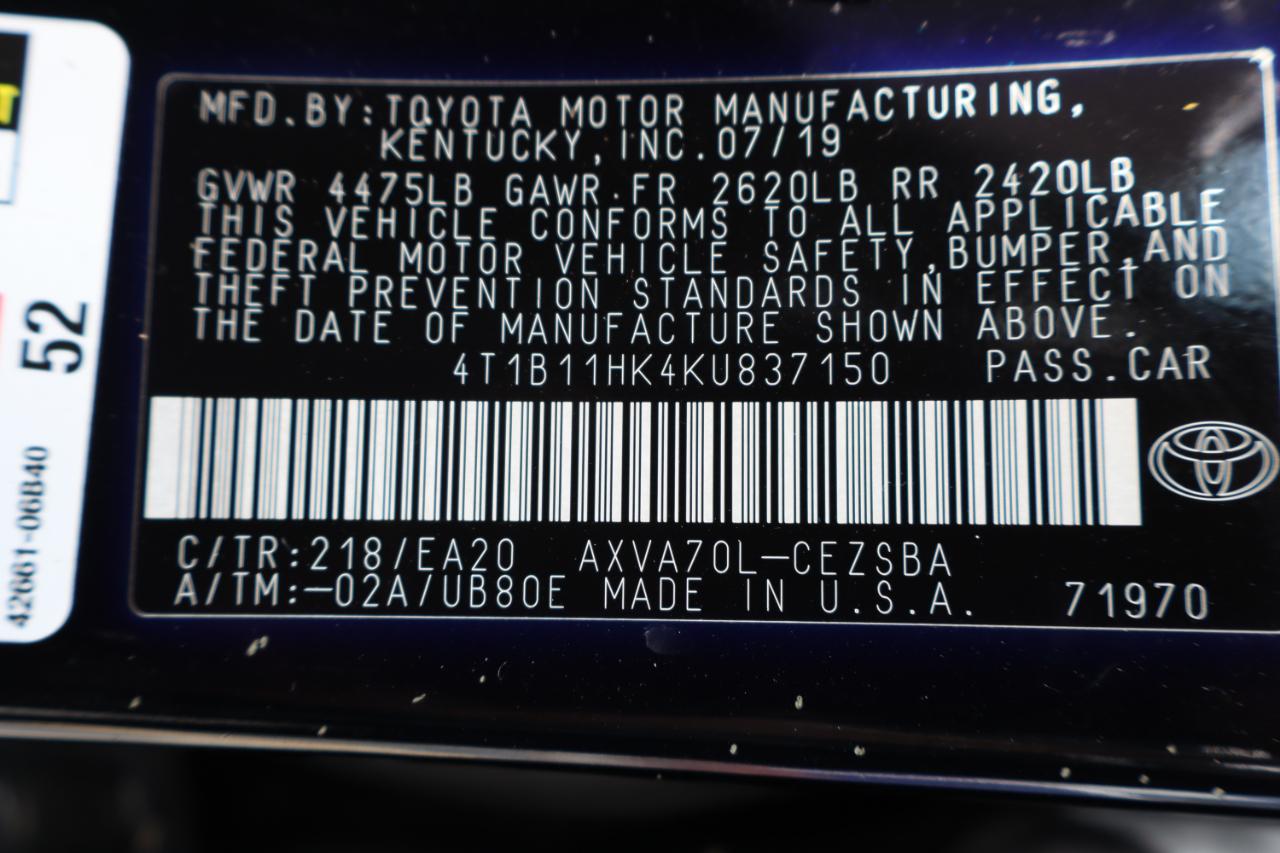 MFD.BY:TOYOTA MOTOR MANUFACTURING,
KENTUCKY,INC.07/19
GVWR 4475LB GAWR FR 2620LB RR 2420LB
THIS VEHICLE CONFORMS TO ALL APPLICABLE
FEDERAL MOTOR VEHICLE SAFETY,BUMPER,AND
THEFT PREVENTION STANDARDS IN EFFECT ON
THE DATE OF MANUFACTURE SHOWN ABOVE.
4T1B11HK4KU837150 PASS.CAR
C/TR:218/EA20 AXVA70L—CEZSBA
A/TM:—02A/UB80E MADE IN U.S.A. 71970
T
52
42661-06B40